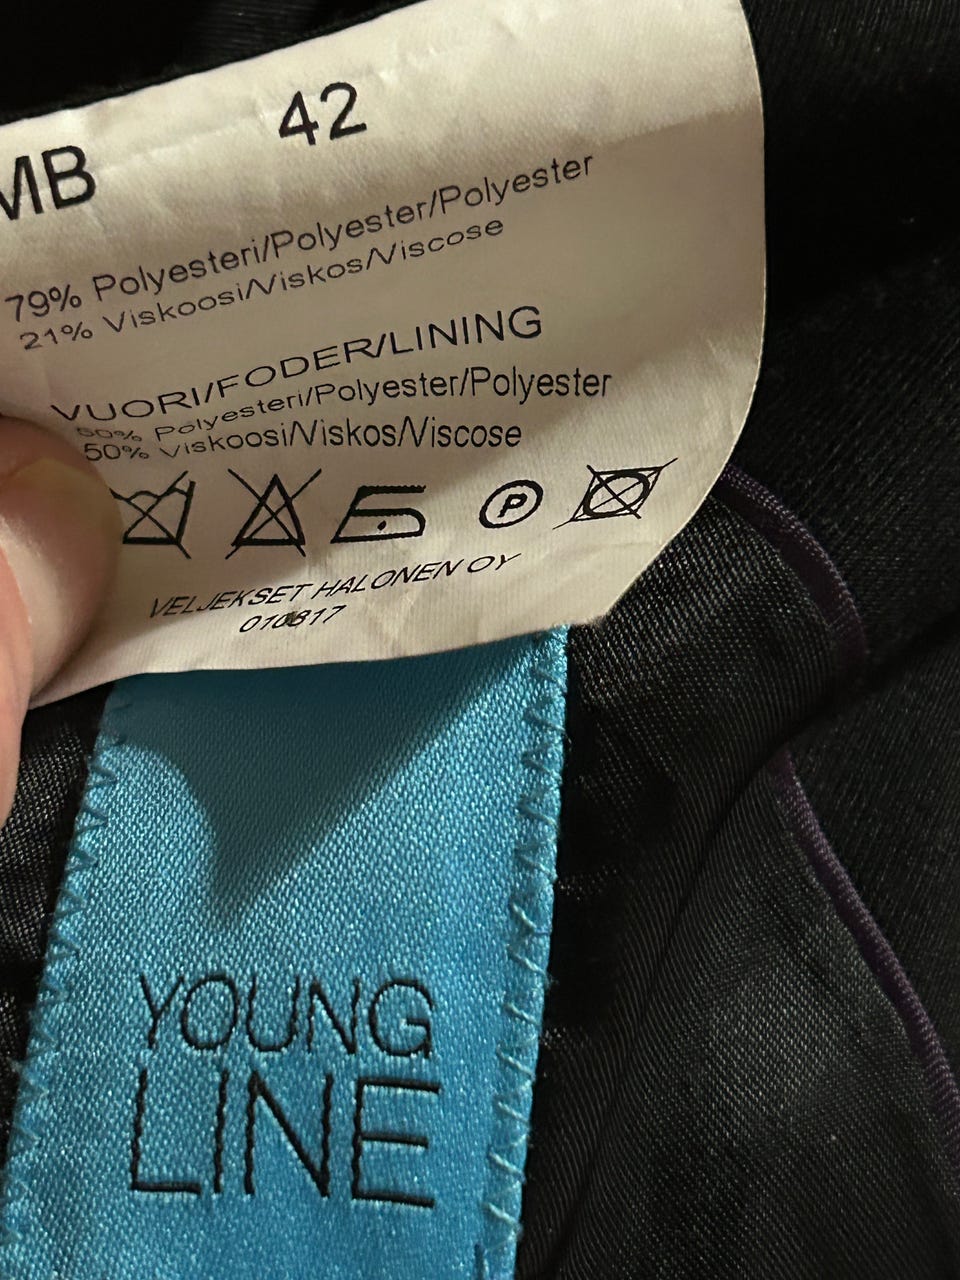 MB 42
79% Polyesteri/Polyester/Polyester
21% Viskoosi/Viskos/Viscose
VUORI/FODER/LINING
50% Polyesteri/Polyester/Polyester
50% Viskoosi/Viskos/Viscose
P
VELJEKSET HALONEN OY
010817
YOUNG
LINE